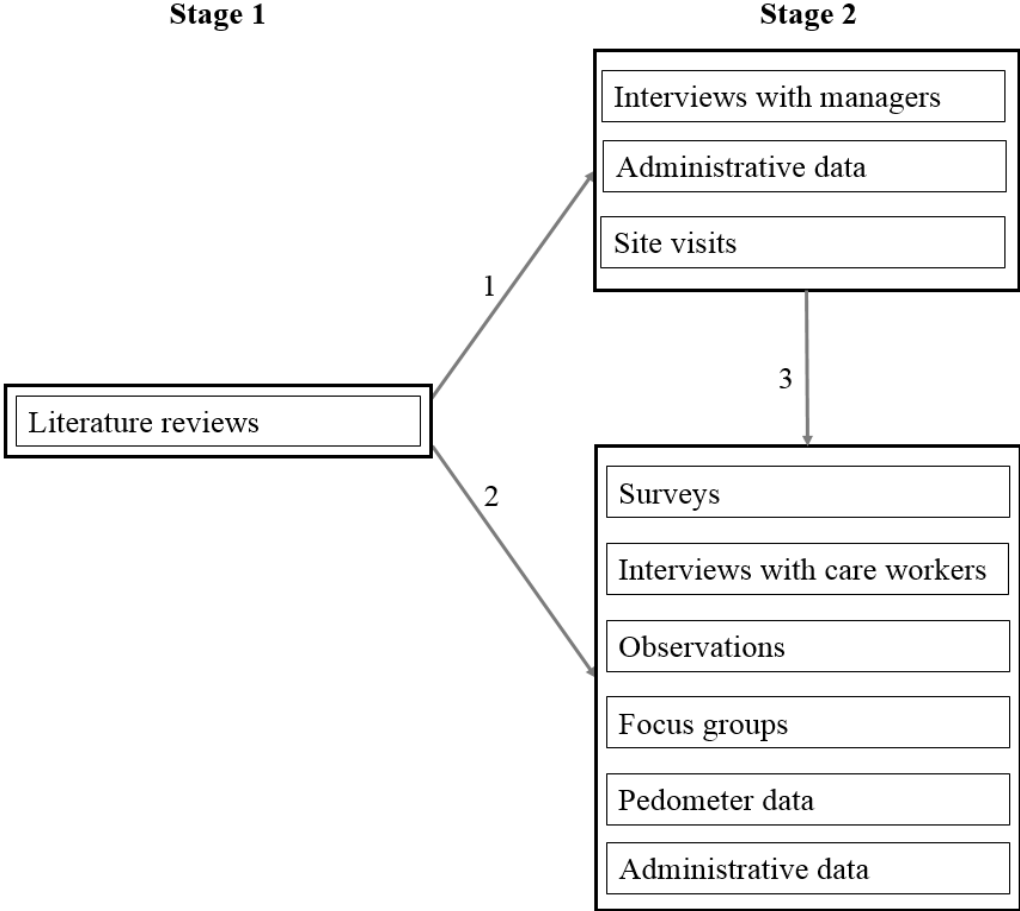 Stage 1
Stage 2
Interviews with managers
Administrative data
Site visits
1
3
Literature reviews
2
Surveys
Interviews with care workers
Observations
Focus groups
Pedometer data
Administrative data